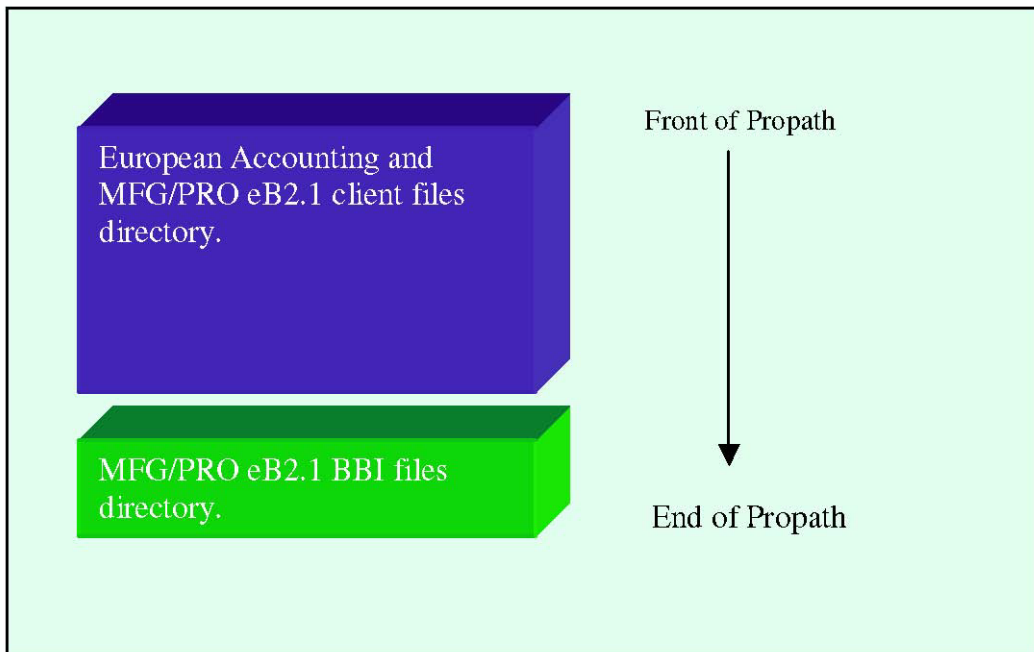 European Accounting and
MFG/PRO eB2.1 client files
directory.
Front of Propath
MFG/PRO eB2.1 BBI files
directory.
End of Propath